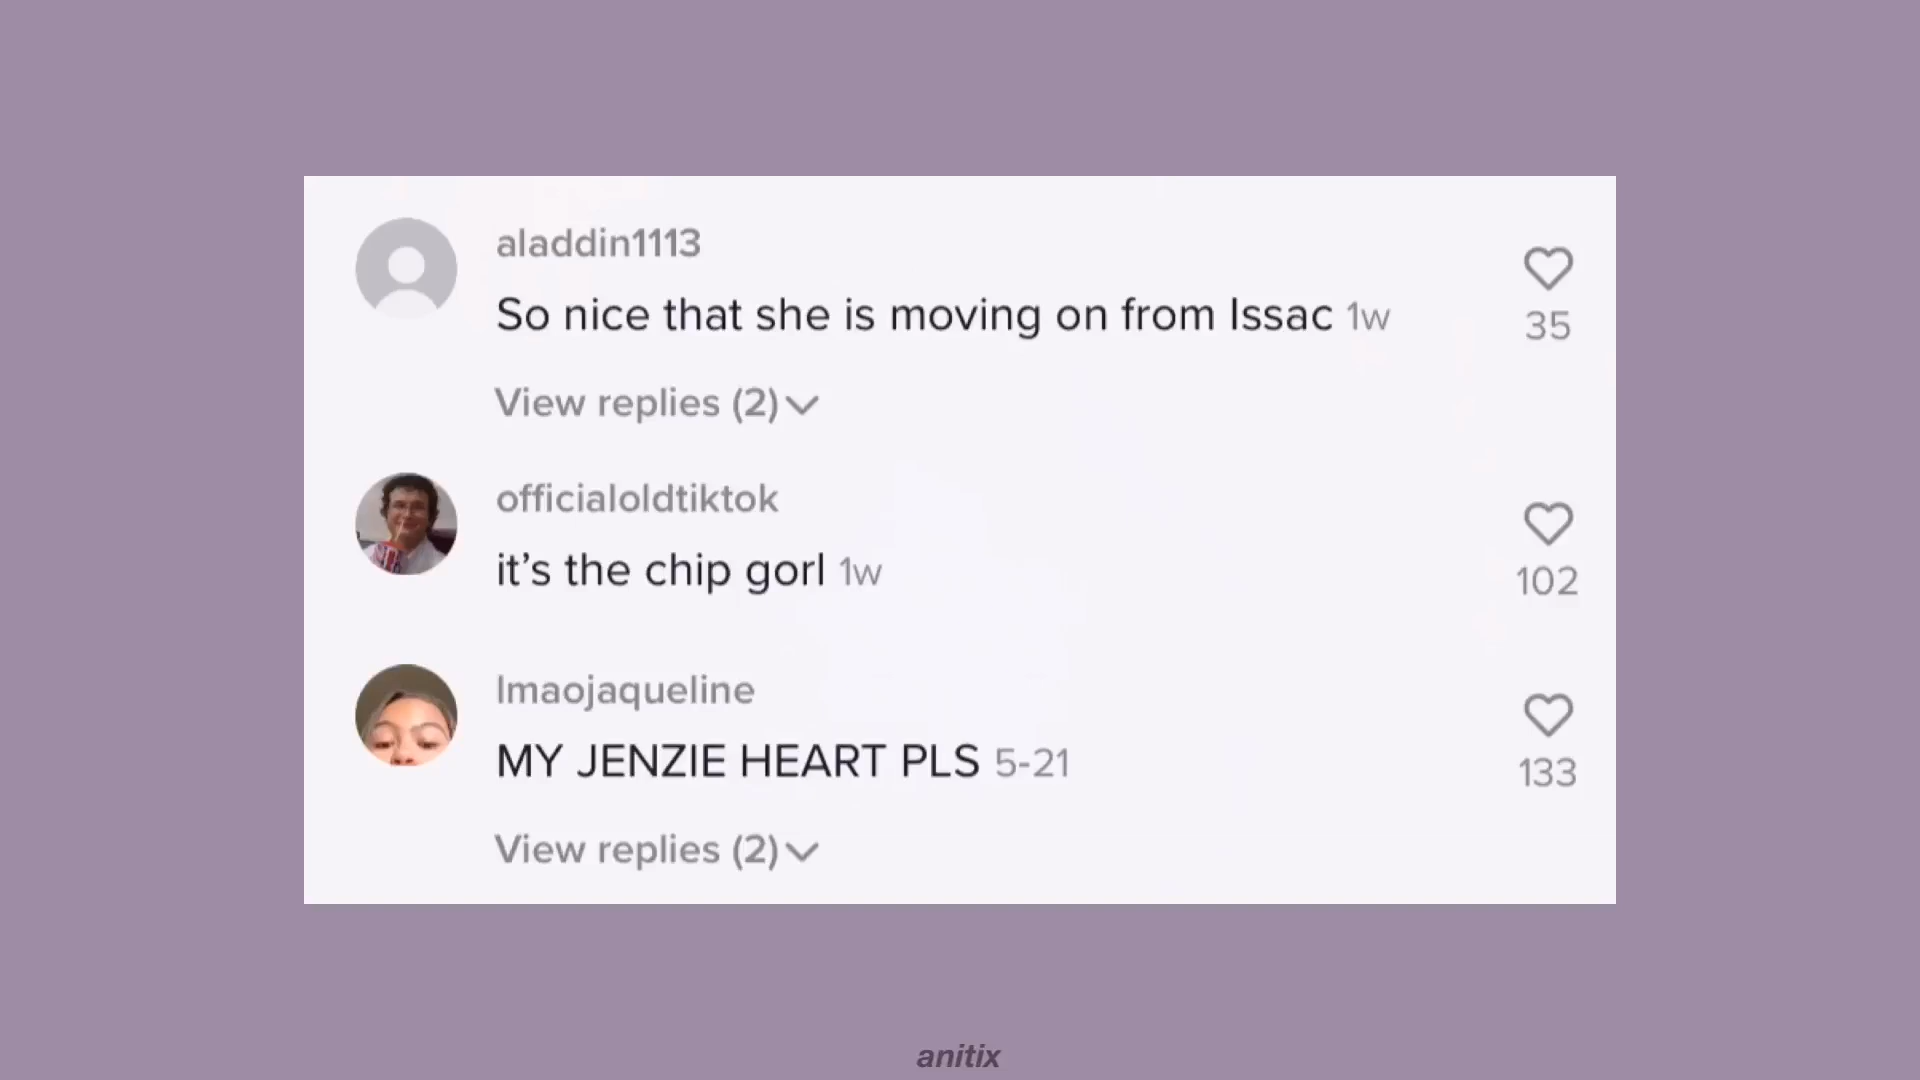 aladdin1113
So nice that she is moving on from Issac 1w
35
View replies (2)
officialoldtiktok
it’s the chip gorl 1w
102
lmaojaqueline
MY JENZIE HEART PLS 5-21
133
View replies (2)
anitix